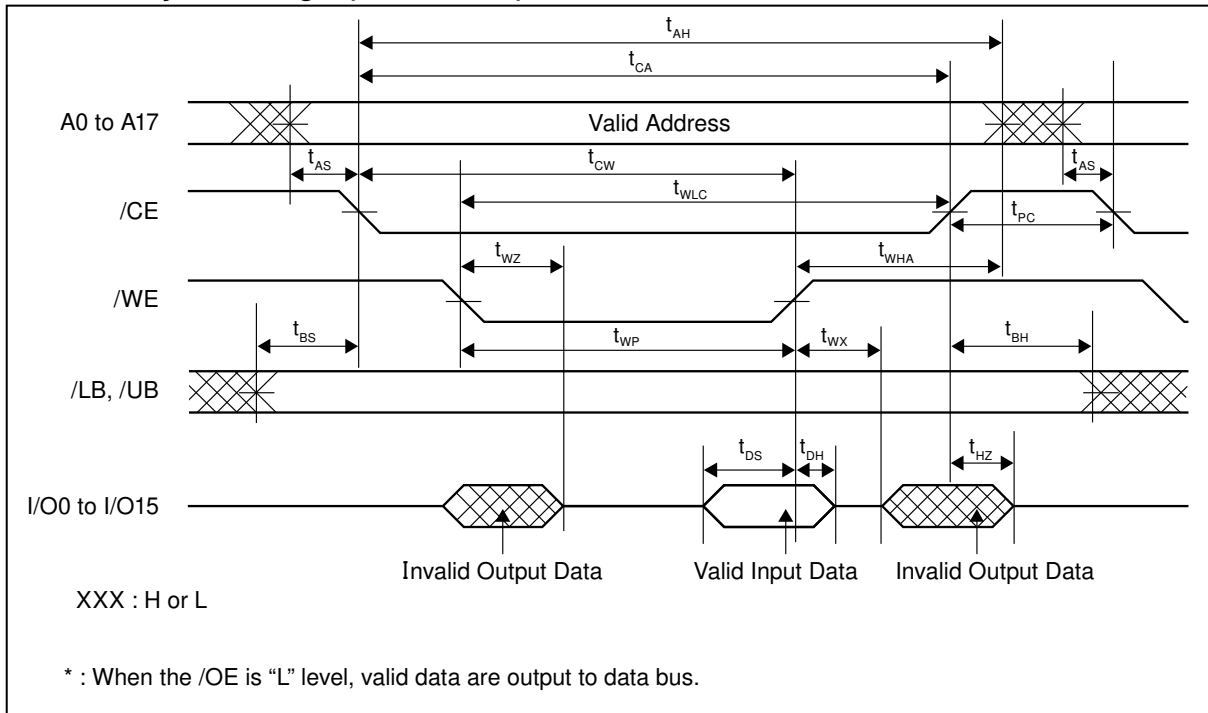 tAH
tCA
A0 to A17
Valid Address
tAS
tCW
tAS
tWLC
/CE
tPC
tWZ
tWHA
/WE
tBS
tWP
tWX
tBH
/LB, /UB
tDS
tDH
tHZ
I/O0 to I/O15
Invalid Output Data
Valid Input Data
Invalid Output Data
XXX : H or L
* : When the /OE is “L” level, valid data are output to data bus.